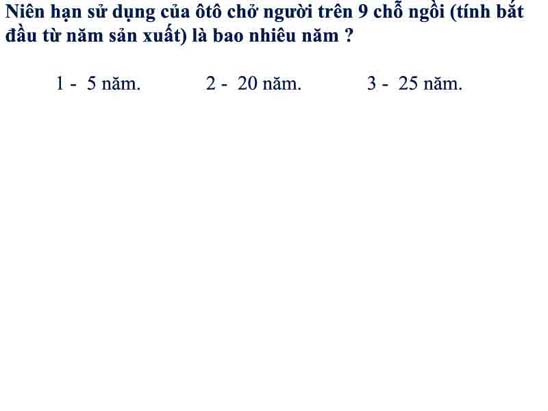 Niên hạn sử dụng của ôtô chở người trên 9 chỗ ngồi (tính bắt
đầu từ năm sản xuất) là bao nhiêu năm ?
1 - 5 năm. 2 - 20 năm. 3 - 25 năm.